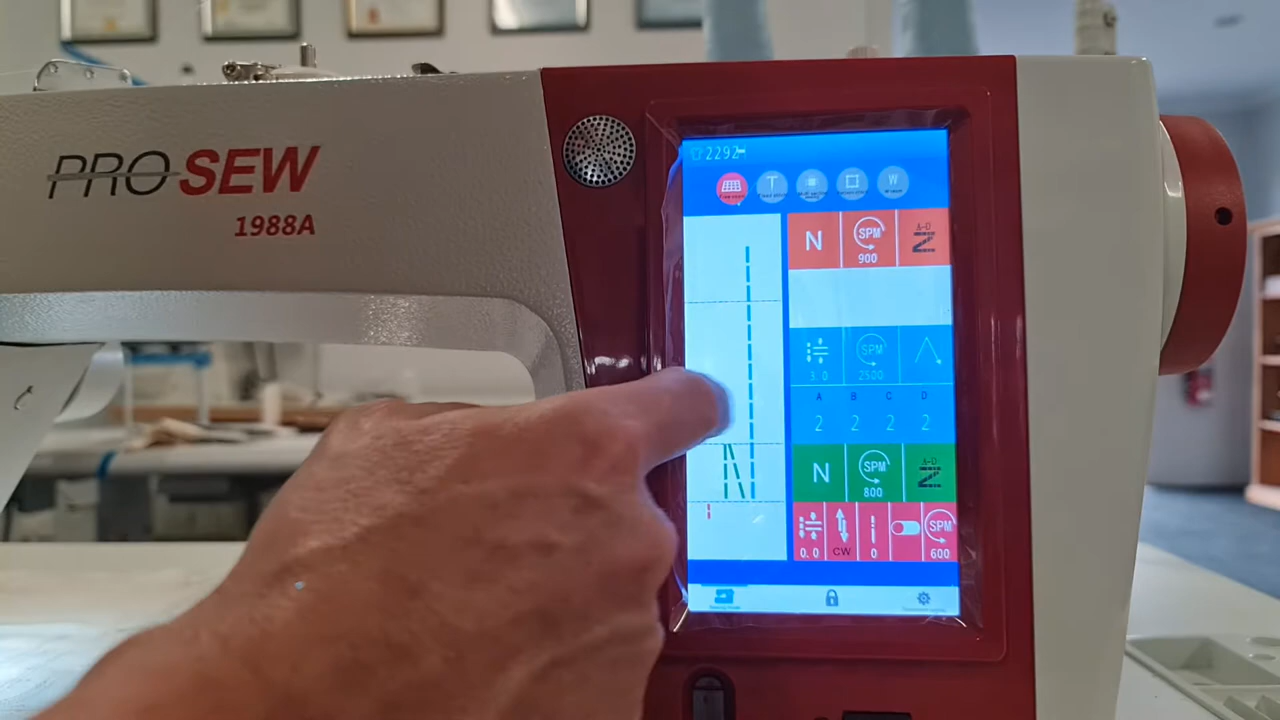 PRO SEW
1988A
2292
N SPM 900 A-D
3.0 SPM 2500
A B C D
2 2 2 2
N SPM 800 A-D
0.0 CW 0 SPM 600